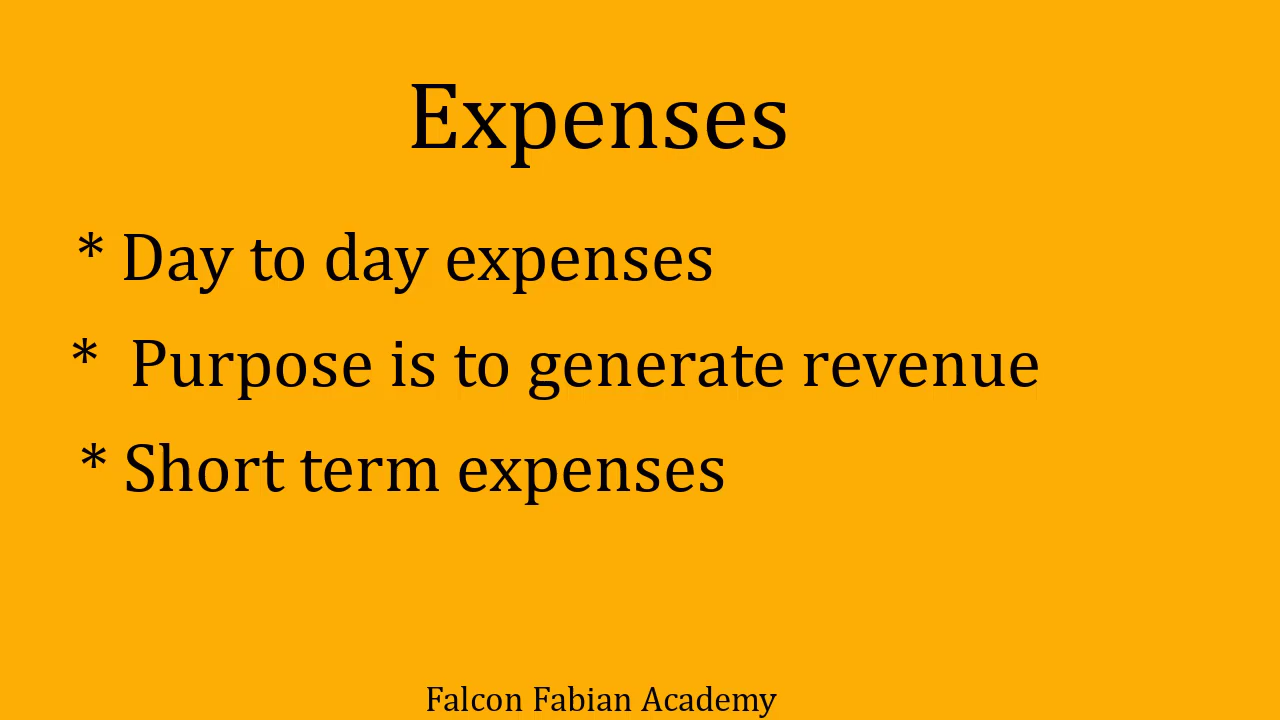 Expenses
* Day to day expenses
* Purpose is to generate revenue
* Short term expenses
Falcon Fabian Academy